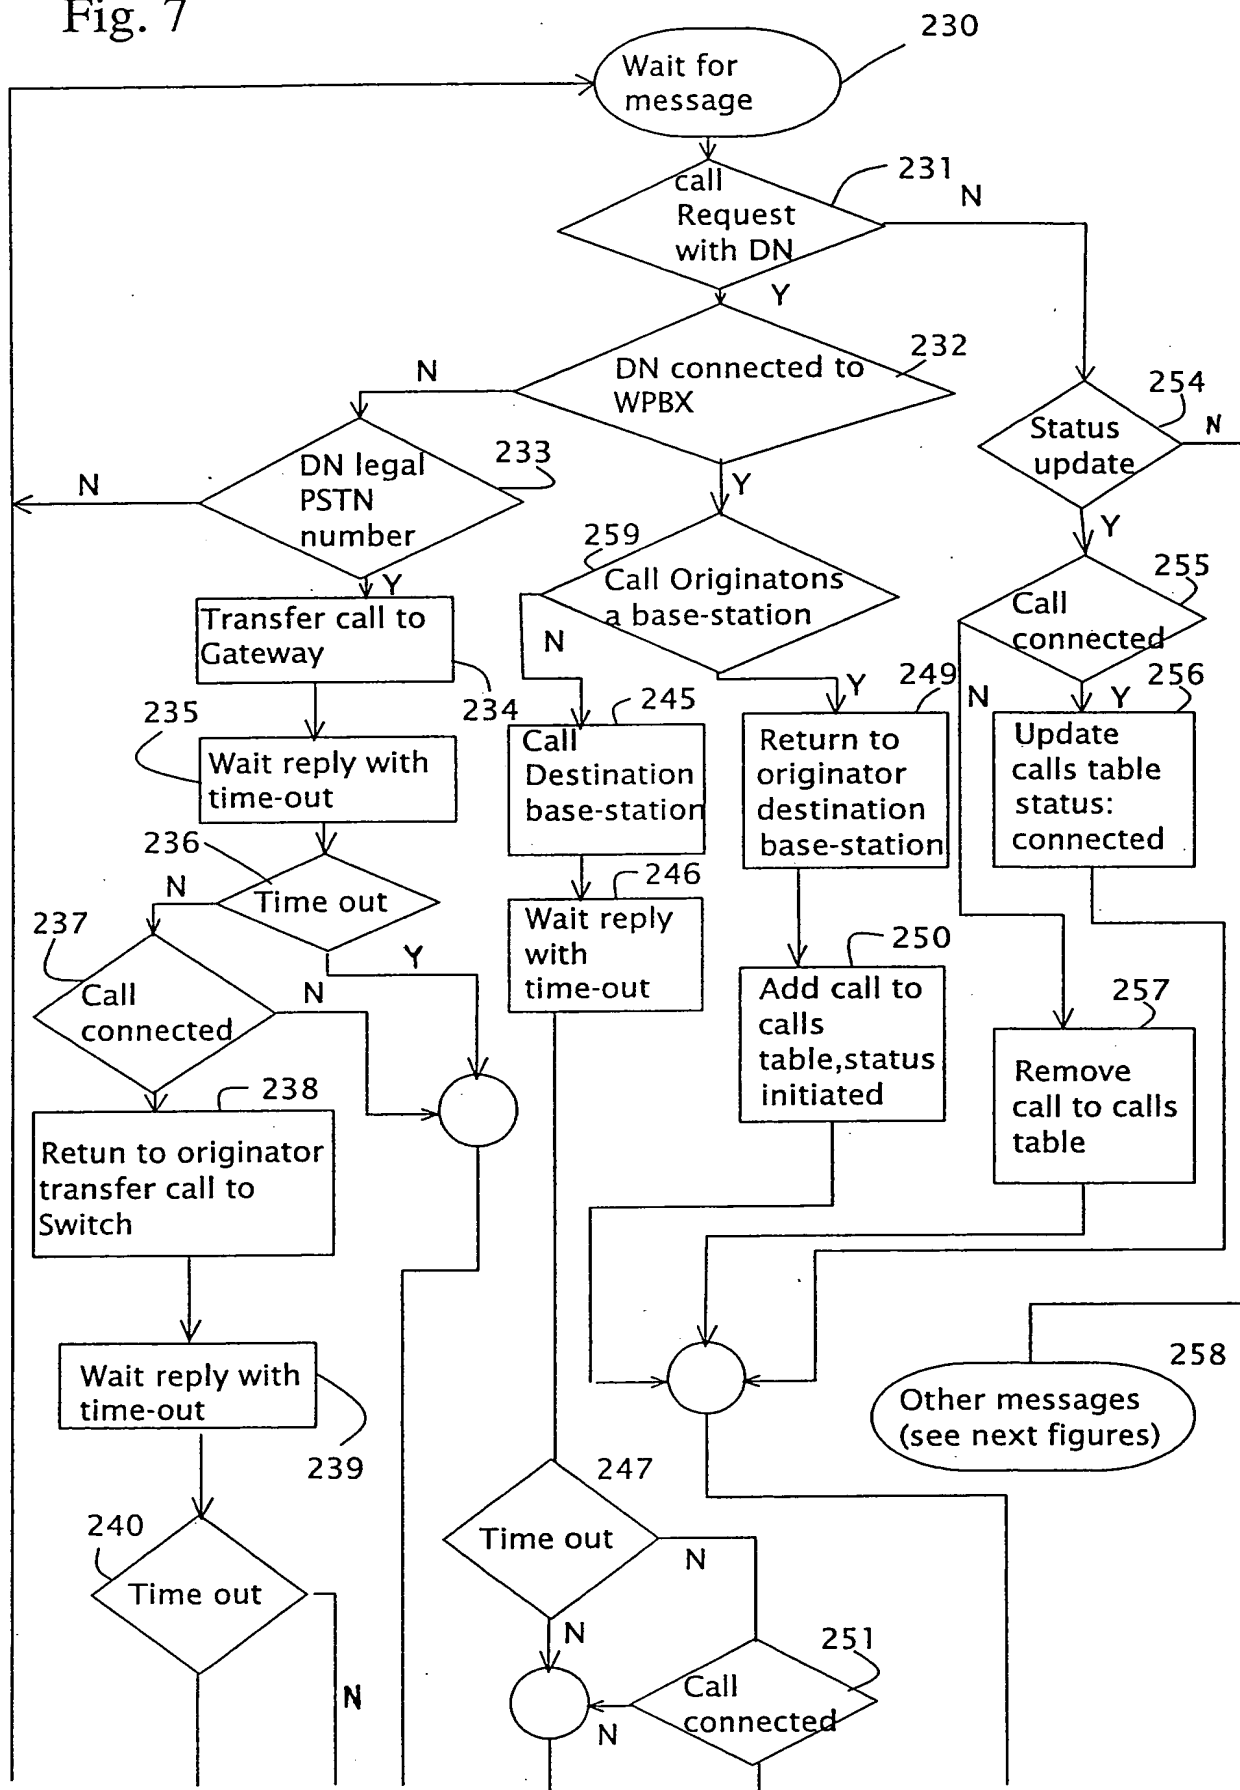 Fig. 7
230
Wait for
message
231
call
Request
with DN
N
Y
232
DN connected to
WPBX
N
254
Status
update
N
233
DN legal
PSTN
number
N
Y
Y
259
Call Originatons
a base-station
Y
255
Call
connected
Y
Transfer call to
Gateway
234
N
Y
249
N
Y
256
235
Wait reply with
time-out
245
Call
Destination
base-station
Return to
originator
destination
base-station
Update
calls table
status:
connected
236
Time out
N
Y
246
Wait reply
with
time-out
237
Call
connected
N
250
Add call to
calls
table,status
initiated
257
Remove
call to calls
table
238
Retun to originator
transfer call to
Switch
Wait reply with
time-out
239
258
Other messages
(see next figures)
247
Time out
N
N
240
Time out
N
251
Call
connected
N